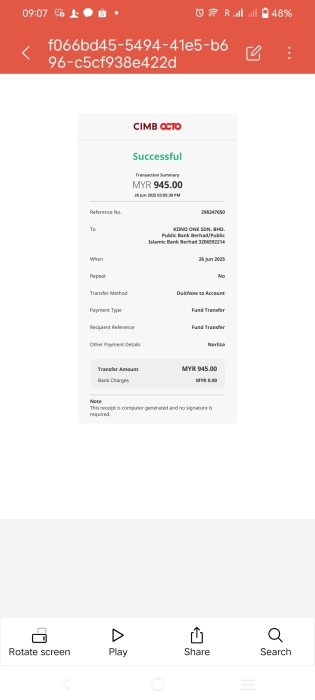 09:07
R
48%
f066bd45-5494-41e5-b6
96-c5cf938e422d
CIMB OCTO
Successful
Transaction Summary
MYR 945.00
26 Jun 2025 03:05:38 PM
Reference No. 298247650
To KEENO ONE SDN. BHD.
Public Bank Berhad/Public
Islamic Bank Berhad 3206592214
When 26 Jun 2025
Repeat No
Transfer Method DuitNow to Account
Payment Type Fund Transfer
Recipient Reference Fund Transfer
Other Payment Details Norliza
Transfer Amount MYR 945.00
Bank Charges MYR 0.00
Note
This receipt is computer generated and no signature is
required.
Rotate screen
Play
Share
Search